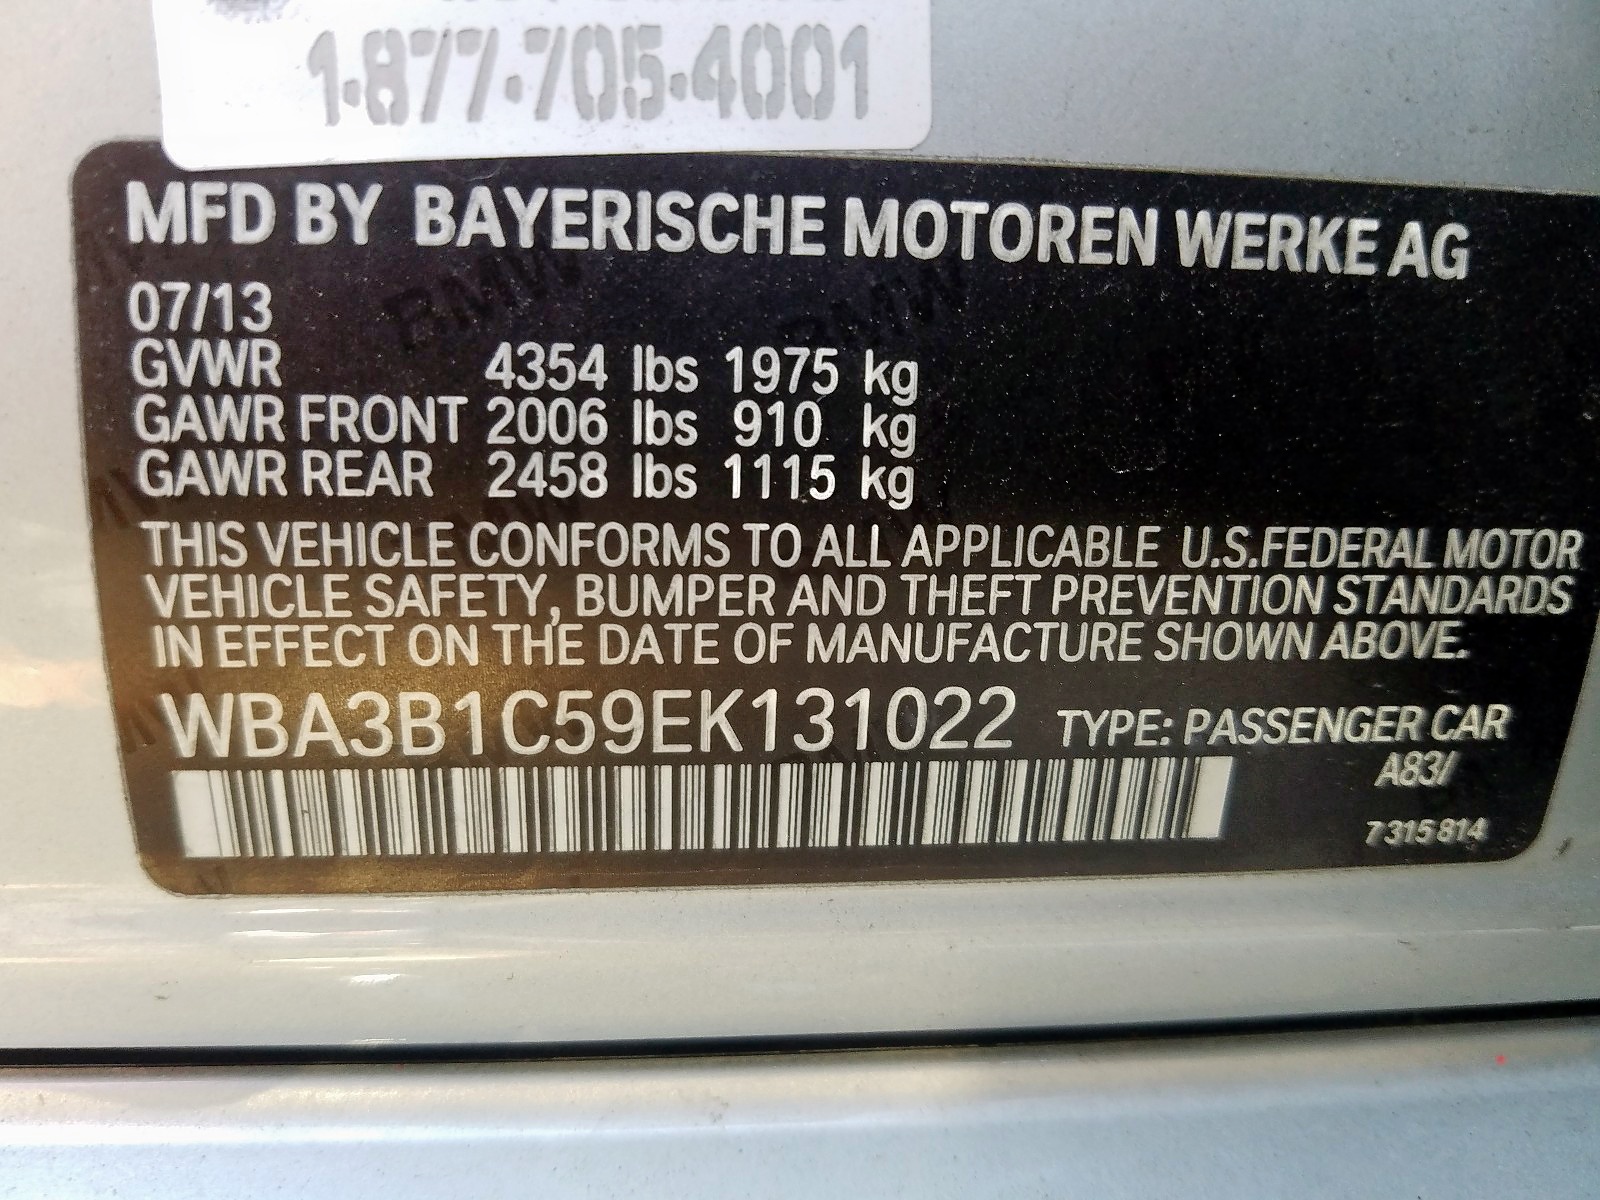 1-877-705-4001
MFD BY BAYERISCHE MOTOREN WERKE AG
07/13
GVWR 4354 lbs 1975 kg
GAWR FRONT 2006 lbs 910 kg
GAWR REAR 2458 lbs 1115 kg
THIS VEHICLE CONFORMS TO ALL APPLICABLE U.S.FEDERAL MOTOR
VEHICLE SAFETY, BUMPER AND THEFT PREVENTION STANDARDS
IN EFFECT ON THE DATE OF MANUFACTURE SHOWN ABOVE.
WBA3B1C59EK131022 TYPE: PASSENGER CAR
A83/
7315814